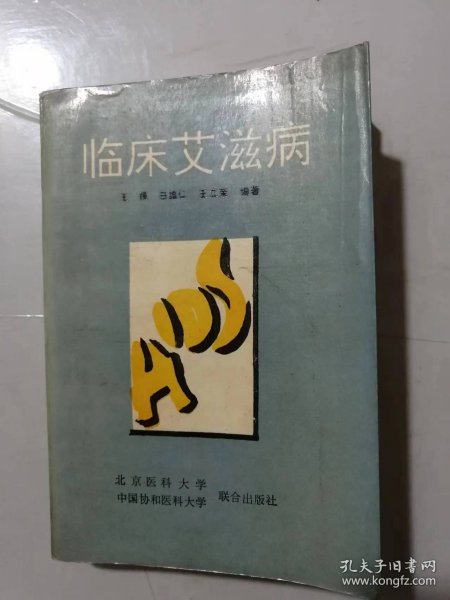 临床艾滋病
编著
AIDS
北京医科大学
中国协和医科大学
联合出版社
孔夫子旧书网
www.kongfz.com